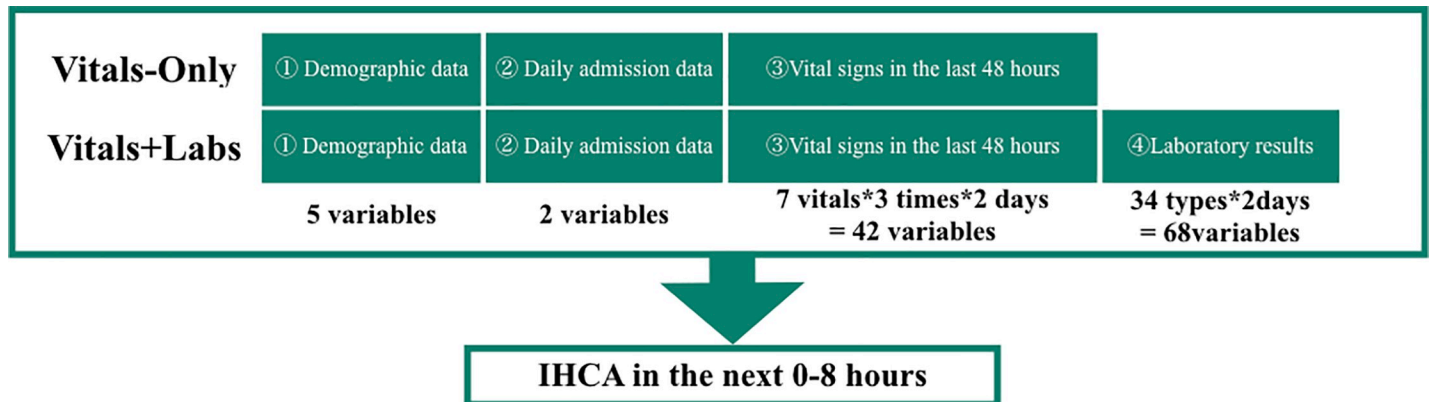 Vitals-Only
① Demographic data
② Daily admission data
③Vital signs in the last 48 hours
Vitals+Labs
① Demographic data
② Daily admission data
③Vital signs in the last 48 hours
④Laboratory results
5 variables
2 variables
7 vitals*3 times*2 days
= 42 variables
34 types*2days
= 68variables
IHCA in the next 0-8 hours